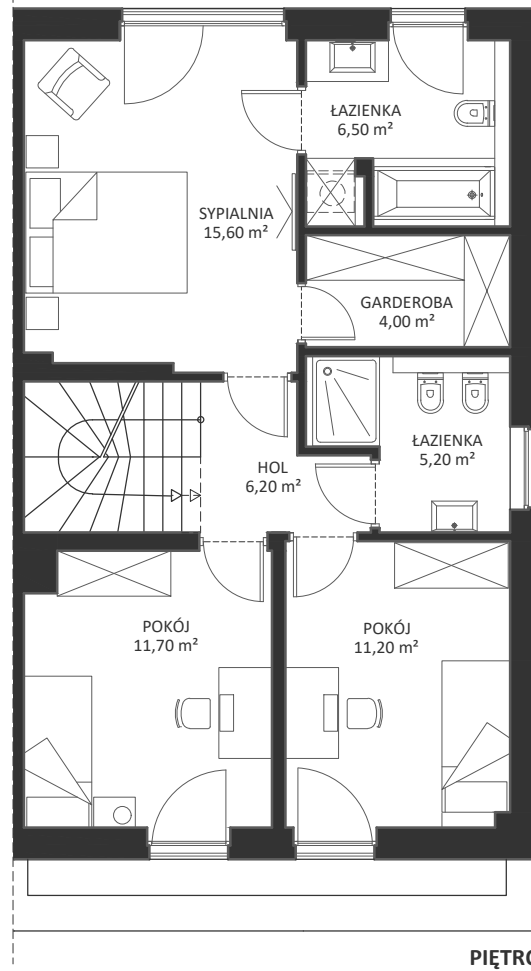 ŁAZIENKA
6,50 m²
SYPIALNIA
15,60 m²
GARDEROBA
4,00 m²
ŁAZIENKA
5,20 m²
HOL
6,20 m²
POKÓJ
11,70 m²
POKÓJ
11,20 m²
PIĘTRO